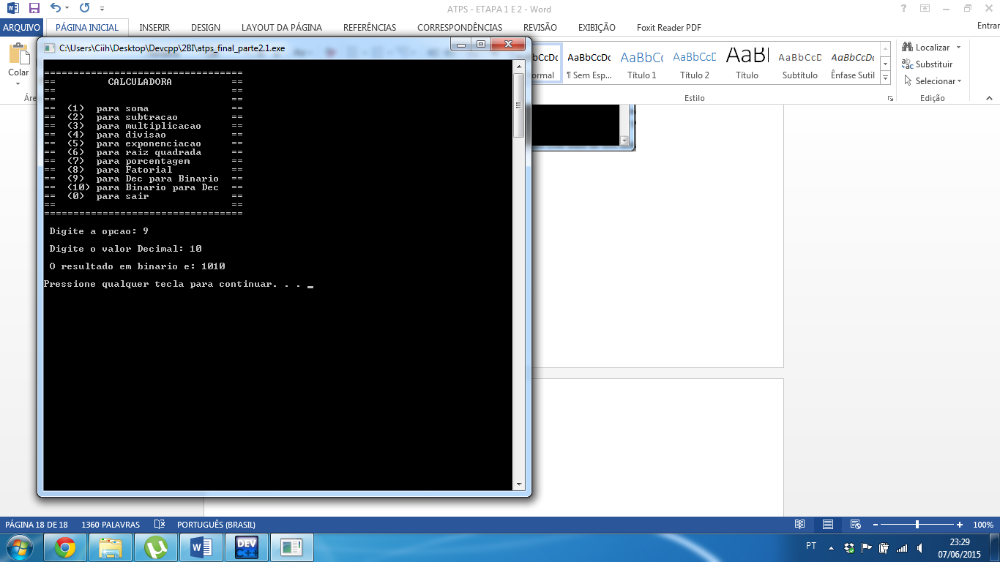 ATPS - ETAPA 1 E 2 - Word
ARQUIVO PÁGINA INICIAL INSERIR DESIGN LAYOUT DA PÁGINA REFERÊNCIAS CORRESPONDÊNCIAS REVISÃO EXIBIÇÃO Foxit Reader PDF Entrar
Colar
C:\Users\Ciih\Desktop\Devcpp\2BI\atps_final_parte2.1.exe
==================================
== CALCULADORA ==
== ==
== ==
== (1) para soma ==
== (2) para subtracao ==
== (3) para multiplicacao ==
== (4) para divisao ==
== (5) para exponenciacao ==
== (6) para raiz quadrada ==
== (7) para porcentagem ==
== (8) para Fatorial ==
== (9) para Dec para Binario ==
== (10) para Binario para Dec ==
== (0) para sair ==
== ==
==================================
Digite a opcao: 9
Digite o valor Decimal: 10
O resultado em binario e: 1010
Pressione qualquer tecla para continuar. . . _
AaBbCcDc AaBbCc AaBbCcD AaBbCcD AaBbCcDc
¶ Sem Esp... Título 1 Título 2 Título Subtítulo Ênfase Sutil
Estilo
Localizar
Substituir
Selecionar
Edição
PÁGINA 18 DE 18 1360 PALAVRAS PORTUGUÊS (BRASIL) 100%
DEV C++
PT
23:29
07/06/2015